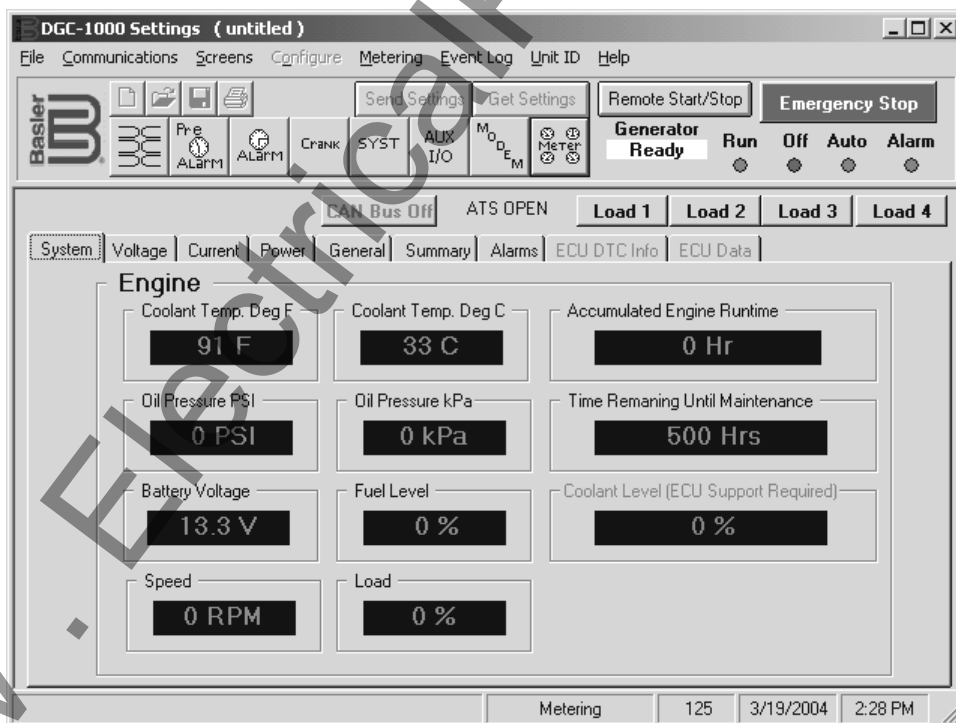 DGC-1000 Settings ( untitled )
File Communications Screens Configure Metering Event Log Unit ID Help
Basler
Send Settings Get Settings Remote Start/Stop Emergency Stop
Pre Alarm Alarm Crank SYST AUX I/O Modem Meter
Generator Ready Run Off Auto Alarm
CAN Bus Off ATS OPEN Load 1 Load 2 Load 3 Load 4
System Voltage Current Power General Summary Alarms ECU DTC Info ECU Data
Engine
Coolant Temp. Deg F Coolant Temp. Deg C Accumulated Engine Runtime
91 F 33 C 0 Hr
Oil Pressure PSI Oil Pressure kPa Time Remaning Until Maintenance
0 PSI 0 kPa 500 Hrs
Battery Voltage Fuel Level Coolant Level (ECU Support Required)
13.3 V 0 % 0 %
Speed Load
0 RPM 0 %
Metering 125 3/19/2004 2:28 PM
. Electrical